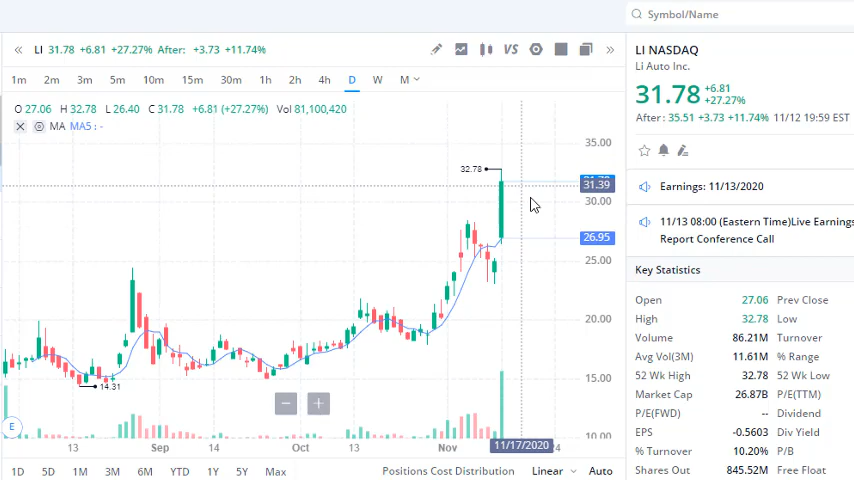 Symbol/Name
LI 31.78 +6.81 +27.27% After: +3.73 +11.74%
LI NASDAQ
Li Auto Inc.
1m 2m 3m 5m 10m 15m 30m 1h 2h 4h D W M
31.78 +6.81
+27.27%
O 27.06 H 32.78 L 26.40 C 31.78 +6.81 (+27.27%) Vol 81,100,420
After : 35.51 +3.73 +11.74% 11/12 19:59 EST
MA MA5 : -
VS
35.00
32.78
31.39
30.00
26.95
25.00
20.00
15.00
14.31
10.00
Earnings: 11/13/2020
11/13 08:00 (Eastern Time)Live Earnings
Report Conference Call
Key Statistics
Open 27.06 Prev Close
High 32.78 Low
Volume 86.21M Turnover
Avg Vol(3M) 11.61M % Range
52 Wk High 32.78 52 Wk Low
Market Cap 26.87B P/E(TTM)
P/E(FWD) -- Dividend
EPS -0.5603 Div Yield
% Turnover 10.20% P/B
Shares Out 845.52M Free Float
E
13 Sep 14 Oct 13 Nov 11/17/2020
1D 5D 1M 3M 6M YTD 1Y 5Y Max Positions Cost Distribution Linear Auto